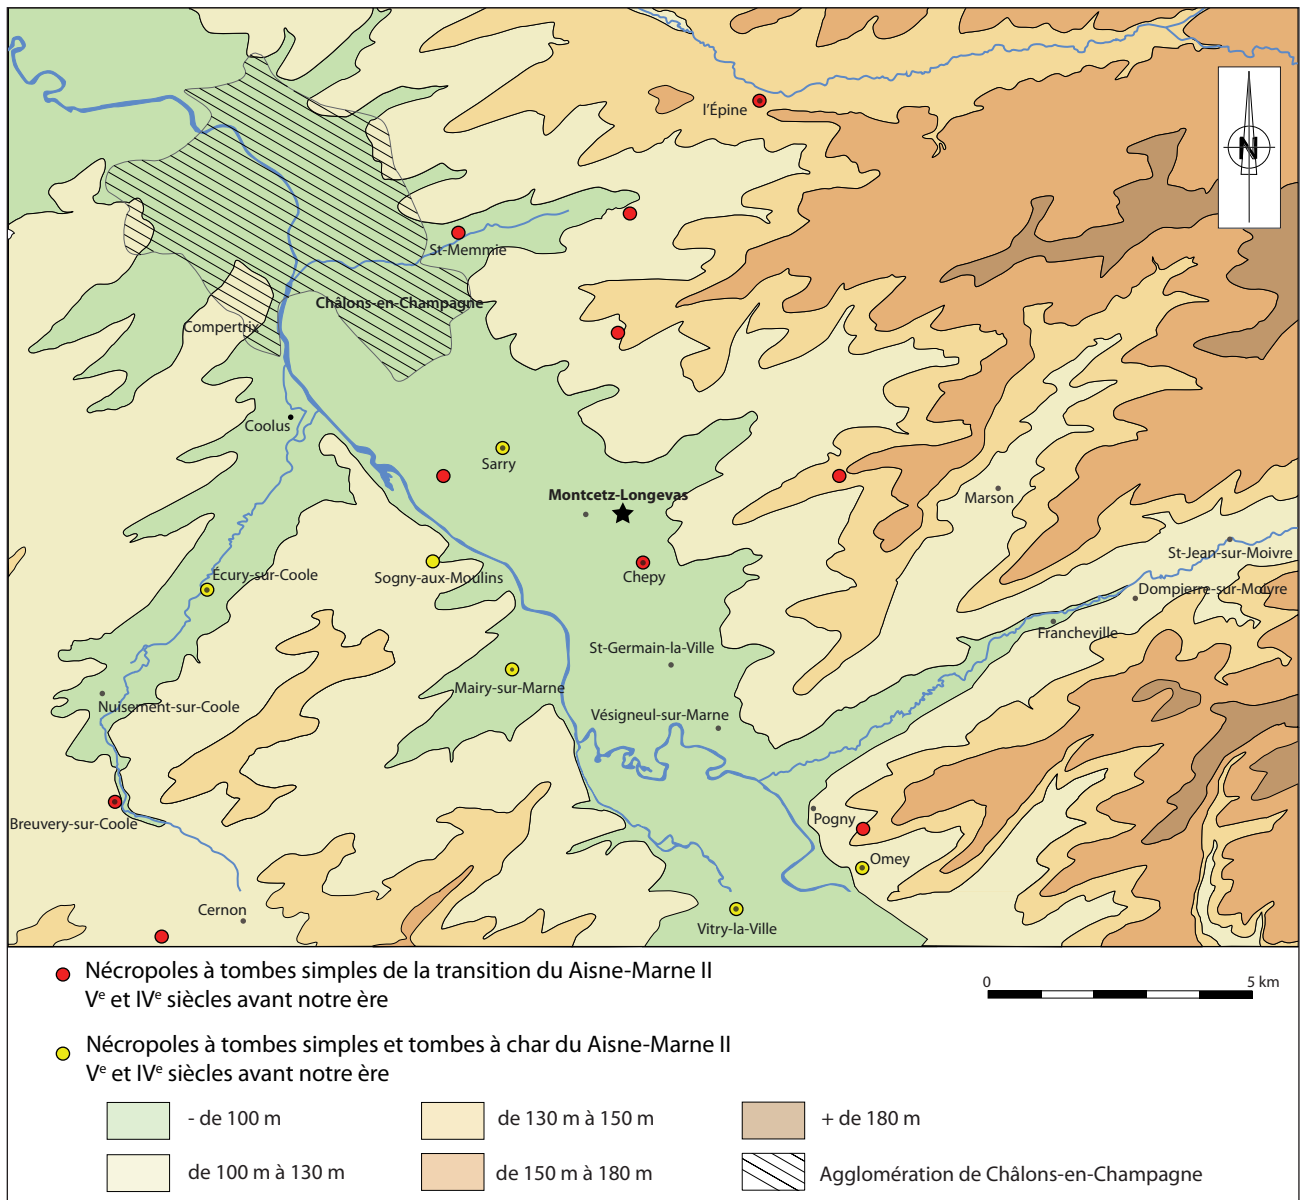 l'Épine
N
St-Memmie
Châlons-en-Champagne
Compertrix
Coolus
Sarry
Montcetz-Longevas
Marson
St-Jean-sur-Moivre
Sogny-aux-Moulins
Écury-sur-Coole
Chepy
Dompierre-sur-Moivre
Francheville
St-Germain-la-Ville
Mairy-sur-Marne
Nuisement-sur-Coole
Vésigneul-sur-Marne
Breuvery-sur-Coole
Pogny
Omey
Cernon
Vitry-la-Ville
Nécropoles à tombes simples de la transition du Aisne-Marne II
Ve et IVe siècles avant notre ère
0 5 km
Nécropoles à tombes simples et tombes à char du Aisne-Marne II
Ve et IVe siècles avant notre ère
- de 100 m
de 130 m à 150 m
+ de 180 m
de 100 m à 130 m
de 150 m à 180 m
Agglomération de Châlons-en-Champagne